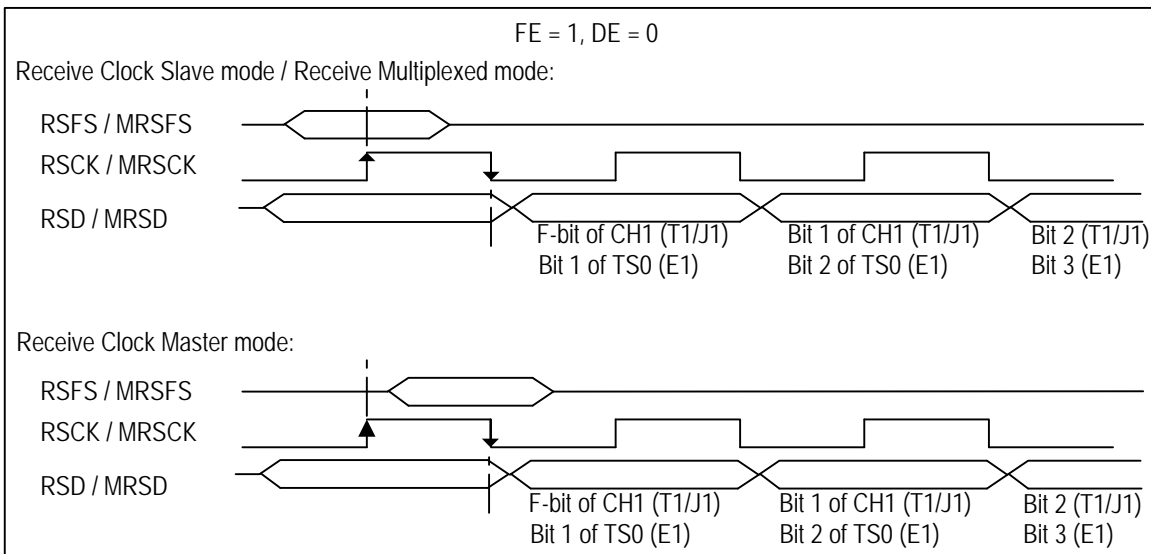 FE = 1, DE = 0
Receive Clock Slave mode / Receive Multiplexed mode:
RSFS / MRSFS
RSCK / MRSCK
RSD / MRSD
F-bit of CH1 (T1/J1)
Bit 1 of TS0 (E1)
Bit 1 of CH1 (T1/J1)
Bit 2 of TS0 (E1)
Bit 2 (T1/J1)
Bit 3 (E1)
Receive Clock Master mode:
RSFS / MRSFS
RSCK / MRSCK
RSD / MRSD
F-bit of CH1 (T1/J1)
Bit 1 of TS0 (E1)
Bit 1 of CH1 (T1/J1)
Bit 2 of TS0 (E1)
Bit 2 (T1/J1)
Bit 3 (E1)